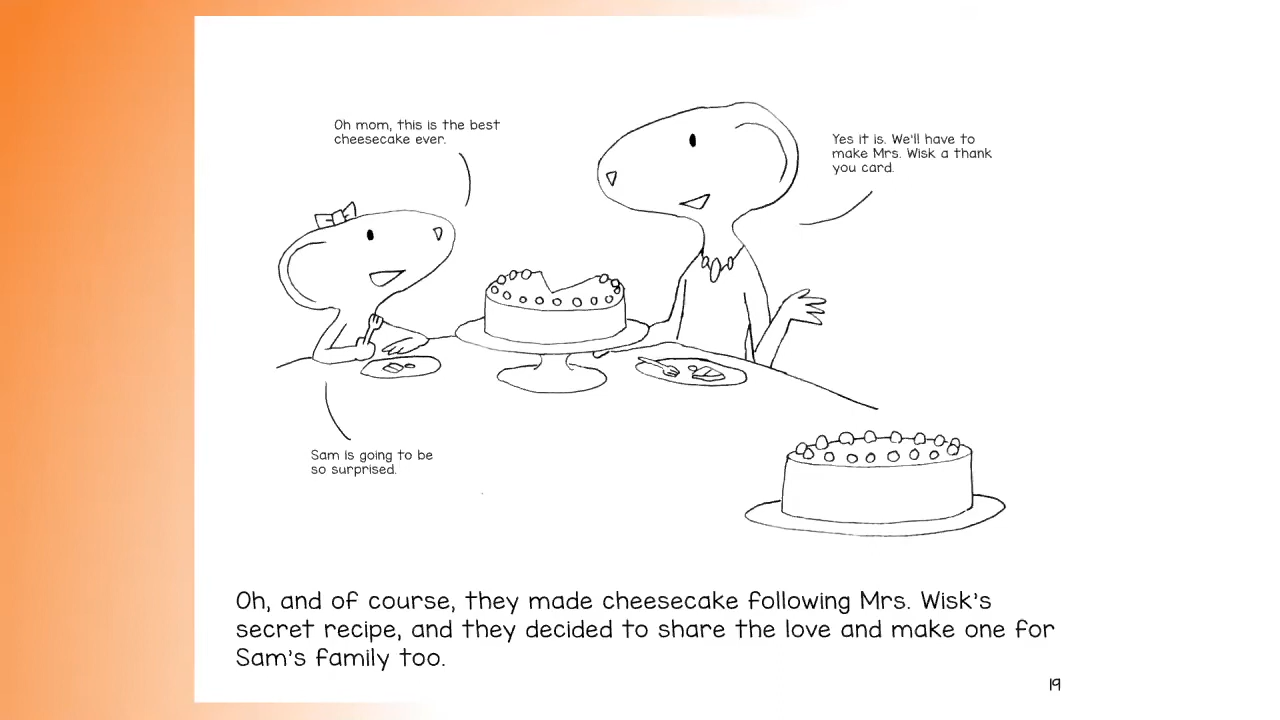 Oh mom, this is the best
cheesecake ever.
Yes it is. We'll have to
make Mrs. Wisk a thank
you card.
Sam is going to be
so surprised.
Oh, and of course, they made cheesecake following Mrs. Wisk's
secret recipe, and they decided to share the love and make one for
Sam's family too.
19